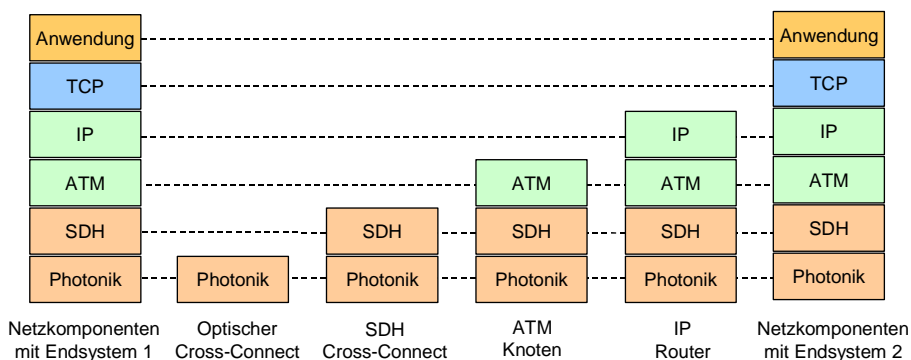 Anwendung
Anwendung
TCP
TCP
IP
IP
IP
ATM
ATM
ATM
ATM
SDH
SDH
SDH
SDH
SDH
Photonik
Photonik
Photonik
Photonik
Photonik
Photonik
Netzkomponenten
mit Endsystem 1
Optischer
Cross-Connect
SDH
Cross-Connect
ATM
Knoten
IP
Router
Netzkomponenten
mit Endsystem 2